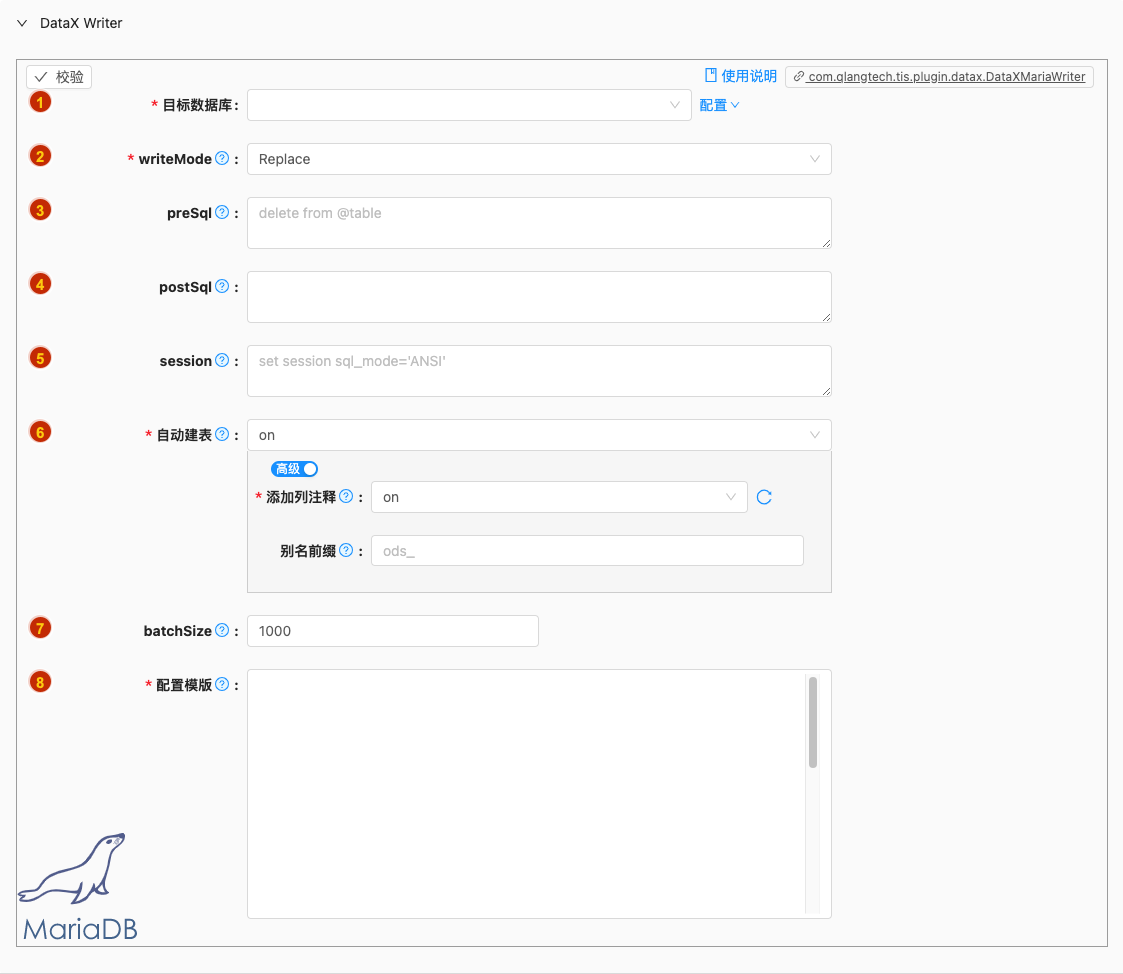 DataX Writer
校验
使用说明
com.qlangtech.tis.plugin.datax.DataXMariaWriter
1
* 目标数据库:
配置
2
* writeMode ? :
Replace
3
preSql ? :
delete from @table
4
postSql ? :
5
session ? :
set session sql_mode='ANSI'
6
* 自动建表 ? :
on
高级
* 添加列注释 ? :
on
别名前缀 ? :
ods_
7
batchSize ? :
1000
8
* 配置模版 ? :
MariaDB